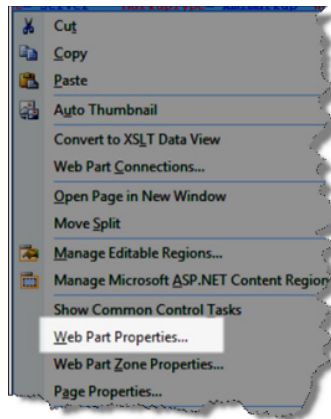 Cut
Copy
Paste
Auto Thumbnail
Convert to XSLT Data View
Web Part Connections...
Open Page in New Window
Move Split
Manage Editable Regions...
Manage Microsoft ASP.NET Content Region
Show Common Control Tasks
Web Part Properties...
Web Part Zone Properties...
Page Properties...